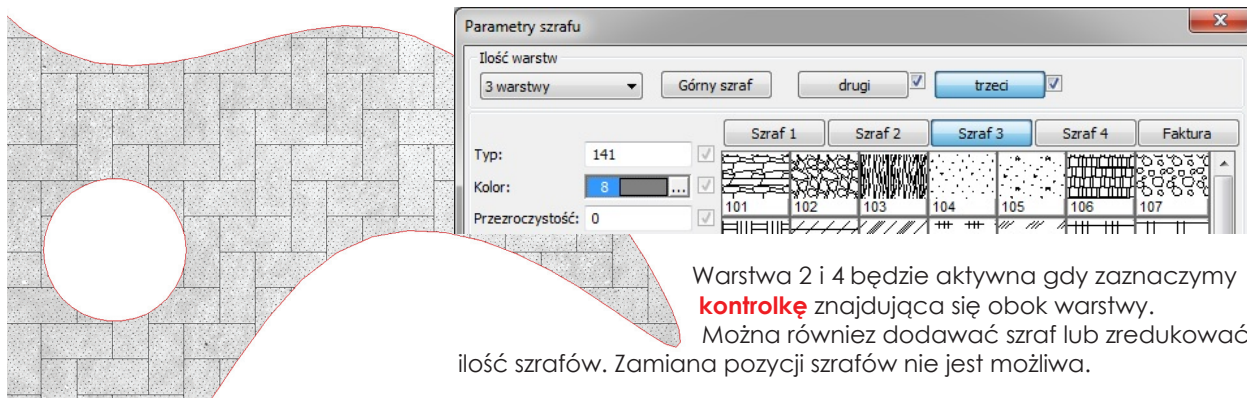 Parametry szrafu
Ilość warstw
3 warstwy Górny szraf drugi trzeci
Szraf 1 Szraf 2 Szraf 3 Szraf 4 Faktura
Typ: 141
Kolor: 8 ...
Przezroczystość: 0
101 102 103 104 105 106 107
Warstwa 2 i 4 będzie aktywna gdy zaznaczymy
kontrolkę znajdująca się obok warstwy.
Można równiez dodawać szraf lub zredukować
ilość szrafów. Zamiana pozycji szrafów nie jest możliwa.